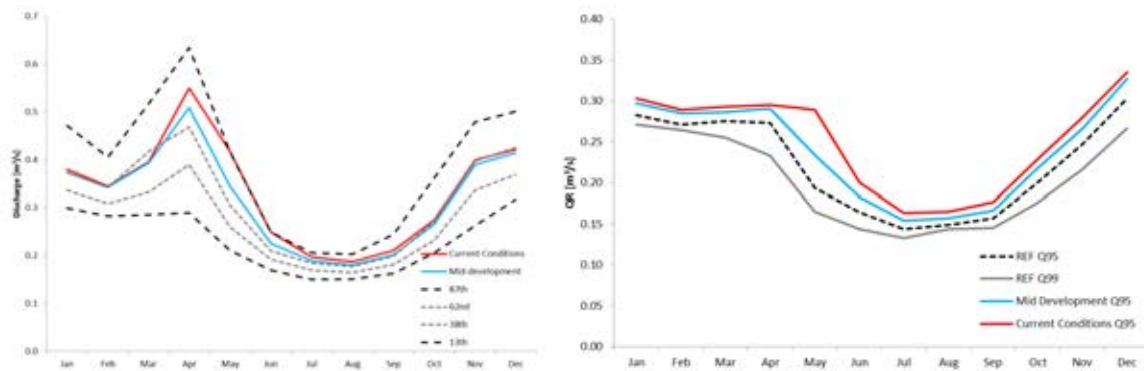 0.7
0.6
0.5
0.4
0.3
0.2
0.1
0.0
Discharge [m³/s]
Jan Feb Mar Apr May Jun Jul Aug Sep Oct Nov Dec
Current Conditions
Mid development
87th
62nd
38th
13th
0.40
0.35
0.30
0.25
0.20
0.15
0.10
0.05
0.00
QR [m³/s]
Jan Feb Mar Apr May Jun Jul Aug Sep Oct Nov Dec
REF Q95
REF Q99
Mid Development Q95
Current Conditions Q95